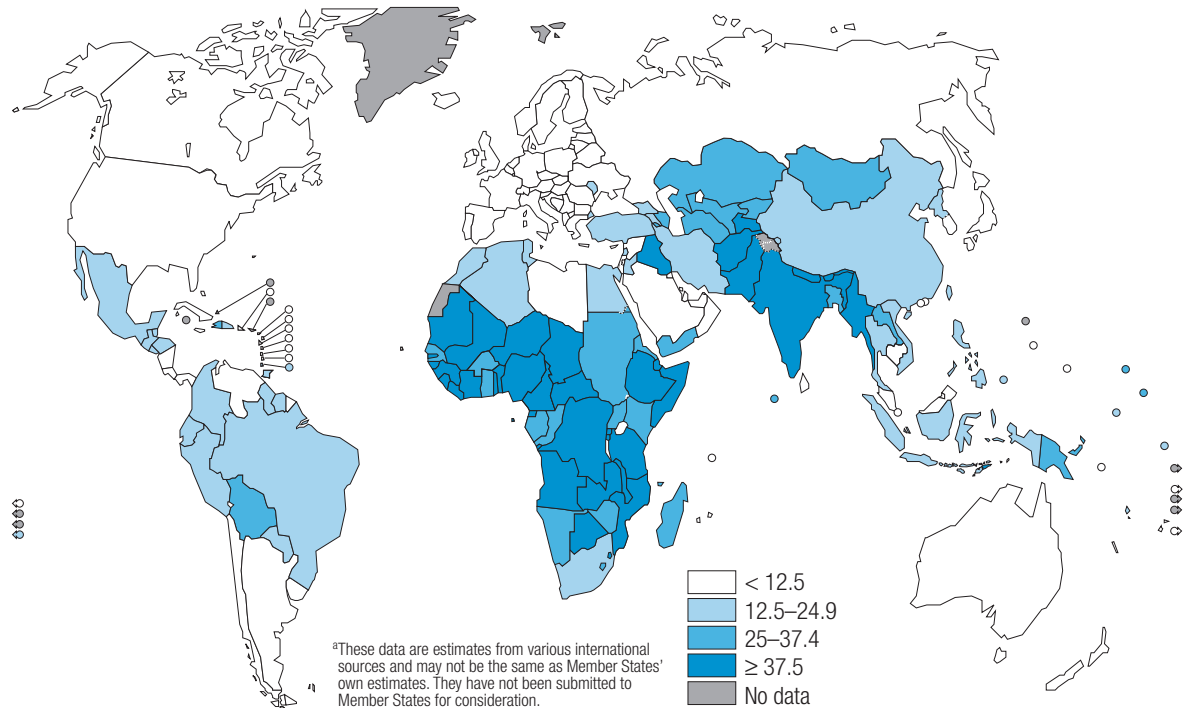 < 12.5
12.5–24.9
25–37.4
≥ 37.5
No data
aThese data are estimates from various international
sources and may not be the same as Member States’
own estimates. They have not been submitted to
Member States for consideration.